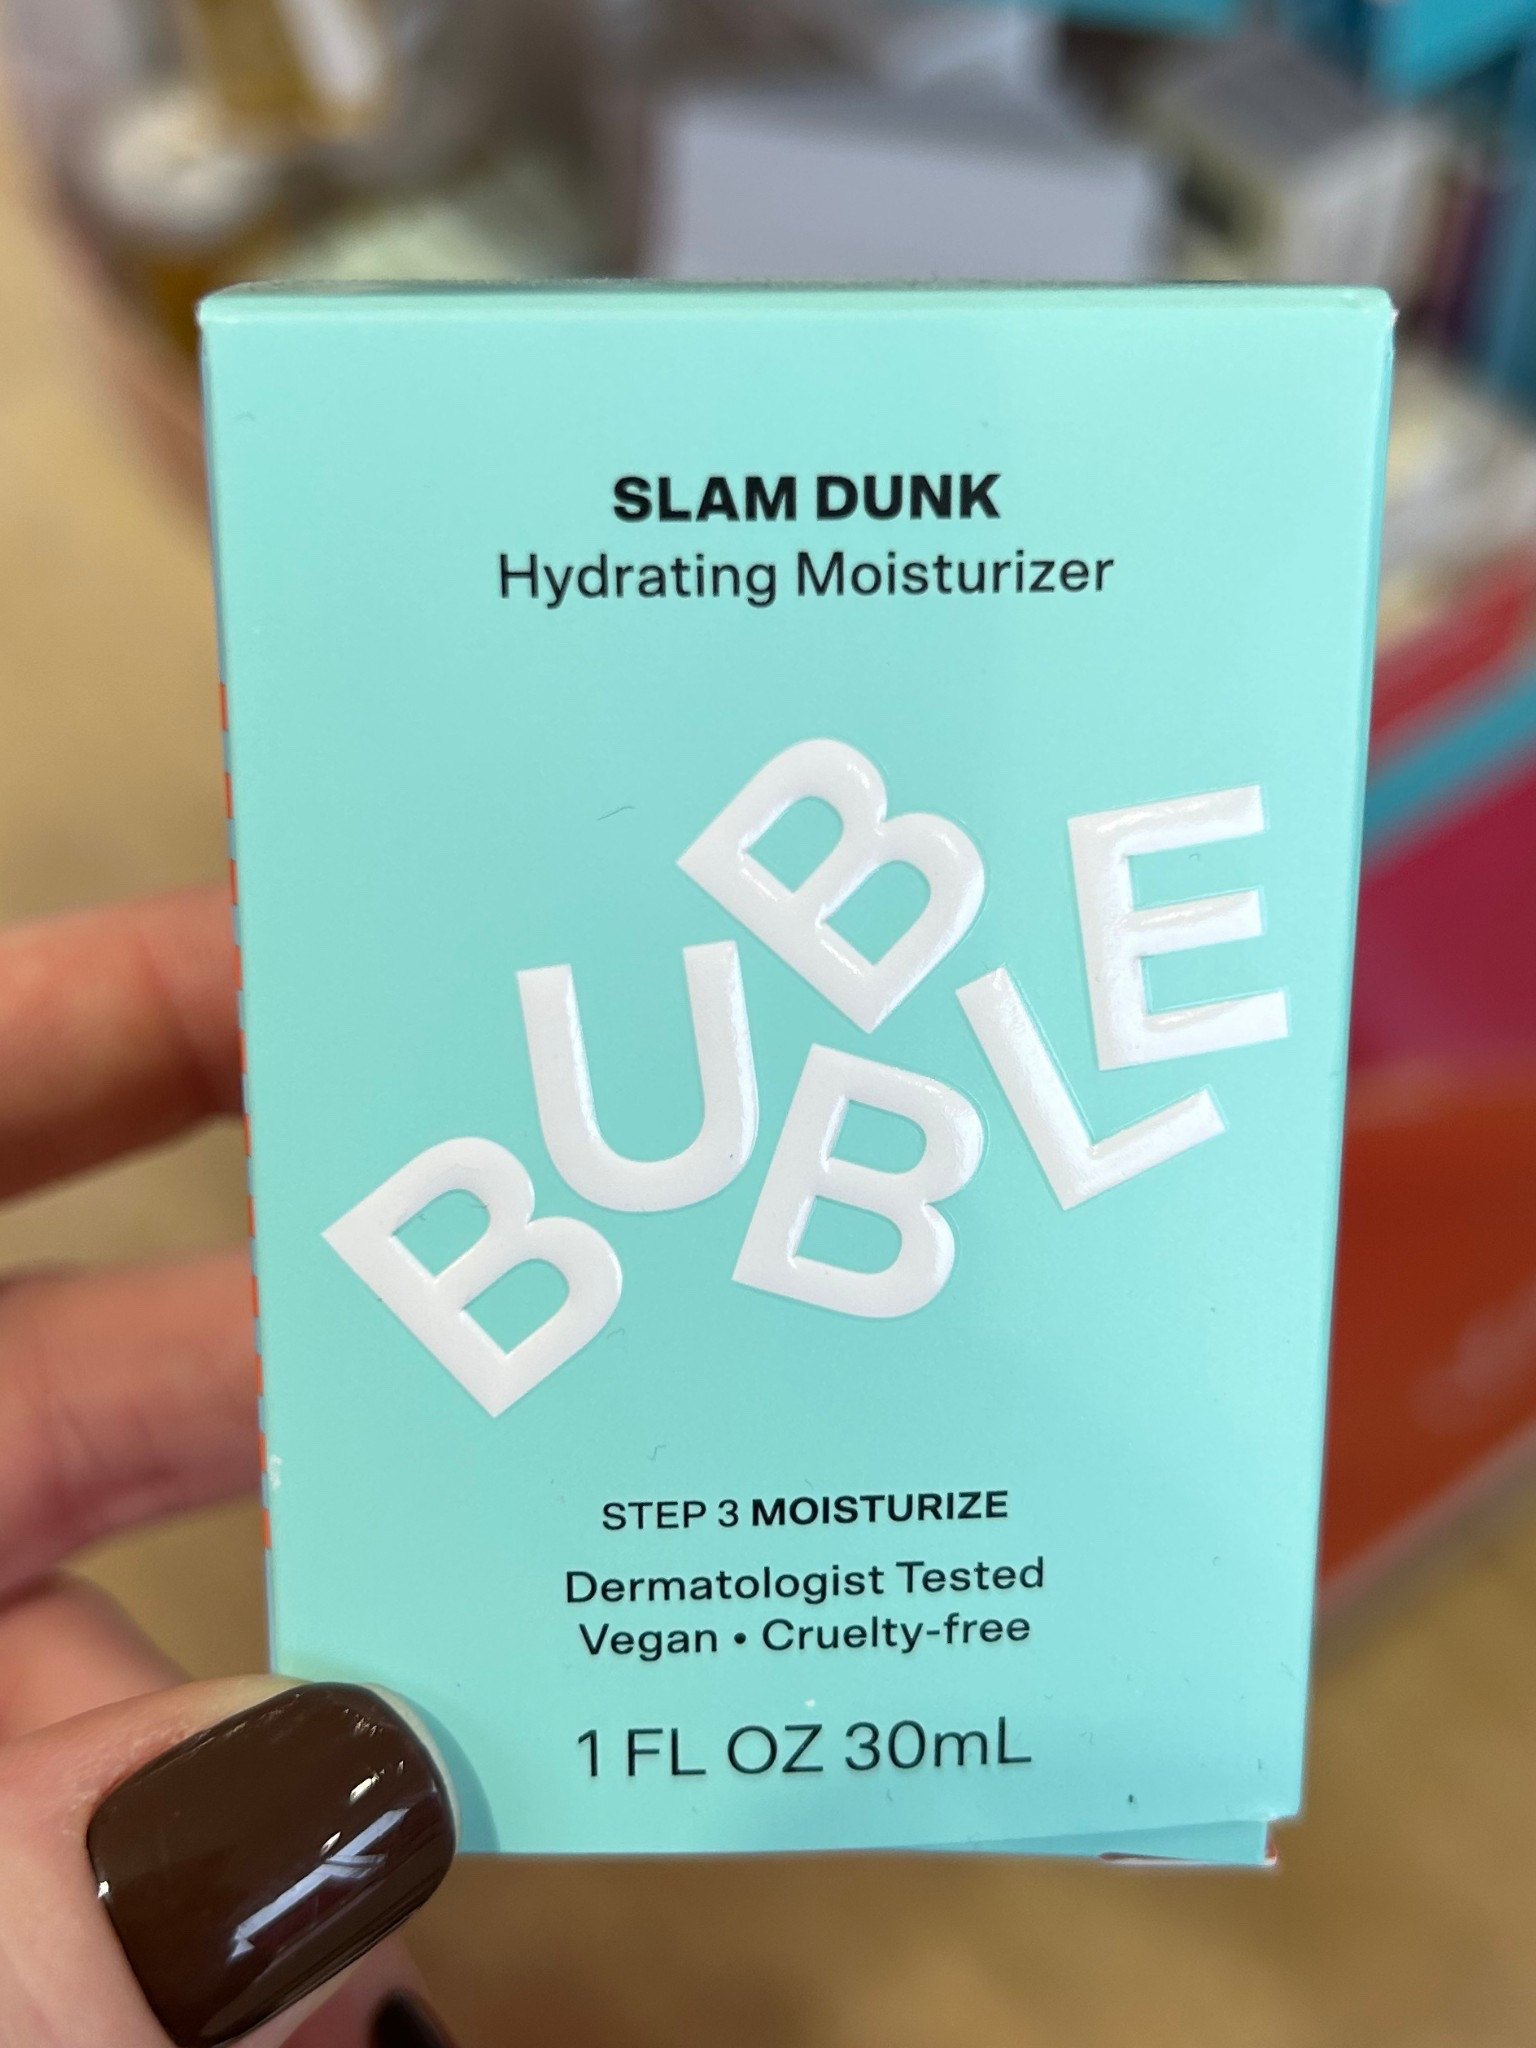 SLAM DUNK
Hydrating Moisturizer
BUBBLE
STEP 3 MOISTURIZE
Dermatologist Tested
Vegan • Cruelty-free
1 FL OZ 30mL